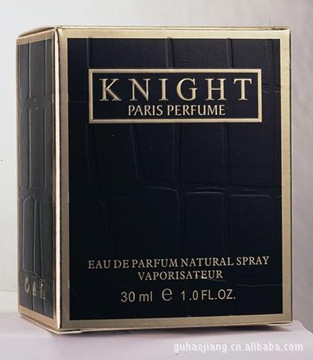 KNIGHT
PARIS PERFUME
EAU DE PARFUM NATURAL SPRAY
VAPORISATEUR
30 ml e 1.0 FL.OZ.
guhaojiang.cn.alibaba.com